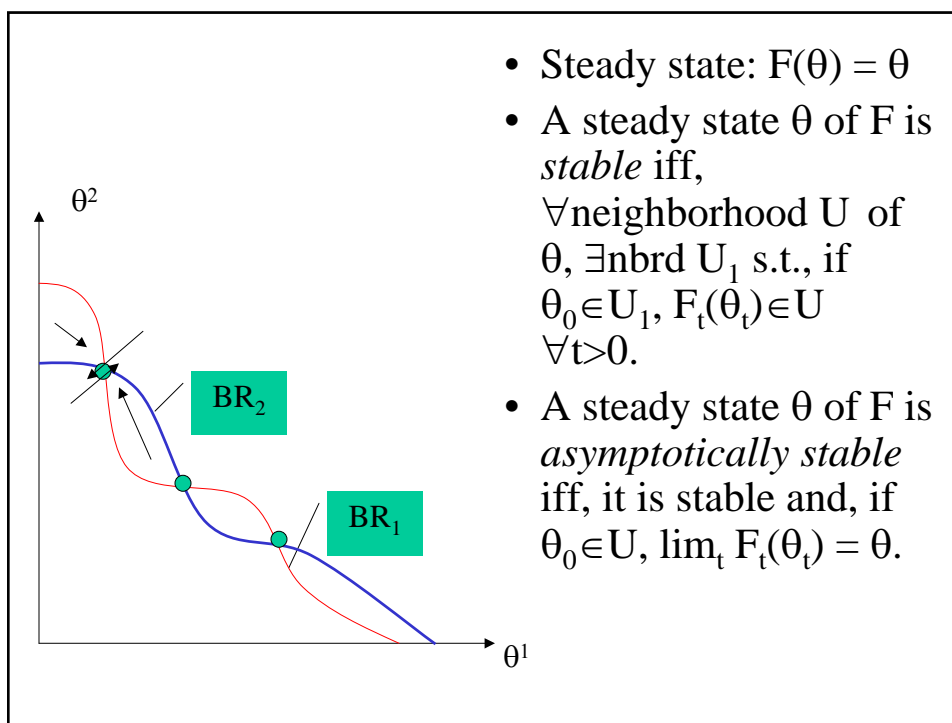 • Steady state: F(θ) = θ
• A steady state θ of F is
stable iff,
∀neighborhood U of
θ, ∃nbrd U₁ s.t., if
θ₀∈U₁, Fₜ(θₜ)∈U
∀t>0.
• A steady state θ of F is
asymptotically stable
iff, it is stable and, if
θ₀∈U, limₜ Fₜ(θₜ) = θ.
θ²
BR₂
BR₁
θ¹